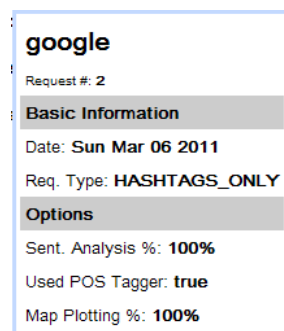 google
Request #: 2
Basic Information
Date: Sun Mar 06 2011
Req. Type: HASHTAGS_ONLY
Options
Sent. Analysis %: 100%
Used POS Tagger: true
Map Plotting %: 100%